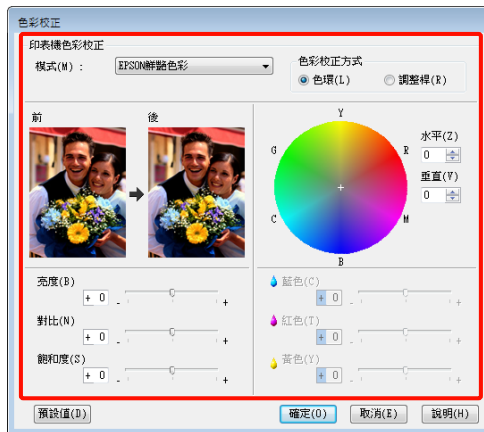 色彩校正
印表機色彩校正
模式(M) : EPSON鮮豔色彩
色彩校正方式
色環(L) 調整桿(R)
前 後
Y
G R
C M
B
水平(Z)
0
垂直(V)
0
亮度(B)
+ 0 - +
對比(N)
+ 0 - +
飽和度(S)
+ 0 - +
藍色(C)
+ 0 - +
紅色(T)
+ 0 - +
黃色(Y)
+ 0 - +
預設值(D) 確定(O) 取消(E) 說明(H)